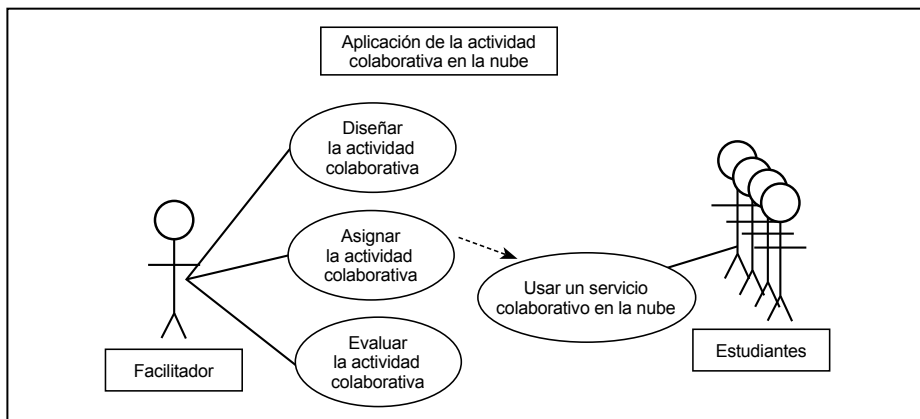 Aplicación de la actividad
colaborativa en la nube
Diseñar
la actividad
colaborativa
Asignar
la actividad
colaborativa
Usar un servicio
colaborativo en la nube
Evaluar
la actividad
colaborativa
Facilitador
Estudiantes